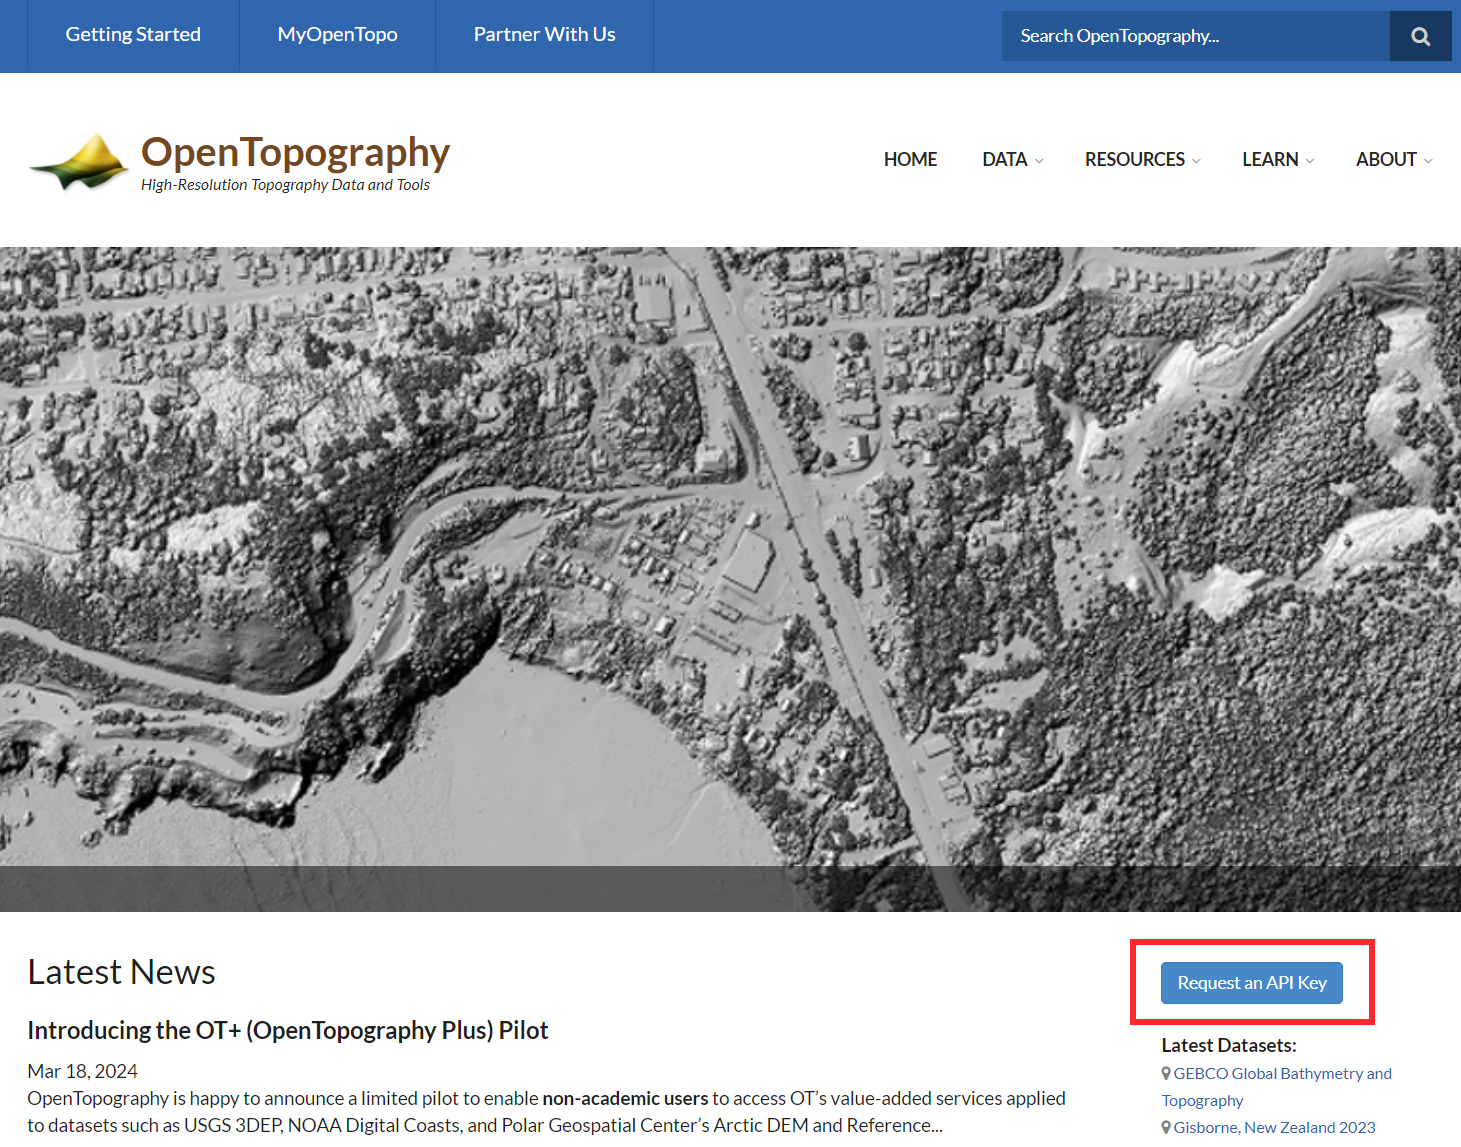 Getting Started
MyOpenTopo
Partner With Us
Search OpenTopography...
OpenTopography
High-Resolution Topography Data and Tools
HOME
DATA
RESOURCES
LEARN
ABOUT
Latest News
Request an API Key
Introducing the OT+ (OpenTopography Plus) Pilot
Mar 18, 2024
OpenTopography is happy to announce a limited pilot to enable non-academic users to access OT’s value-added services applied
to datasets such as USGS 3DEP, NOAA Digital Coasts, and Polar Geospatial Center’s Arctic DEM and Reference...
Latest Datasets:
GEBCO Global Bathymetry and
Topography
Gisborne, New Zealand 2023